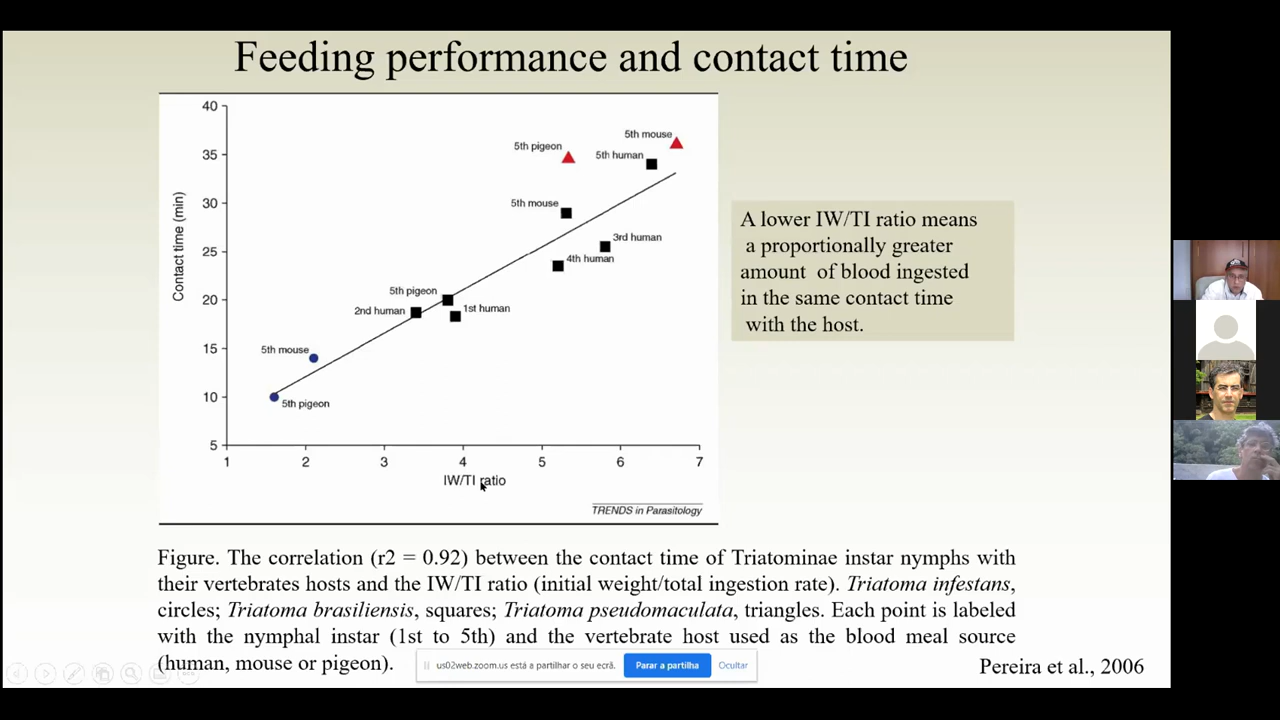 Feeding performance and contact time
40
35
30
25
20
15
10
5
Contact time (min)
5th mouse
5th pigeon
5th human
5th mouse
3rd human
4th human
5th pigeon
2nd human
1st human
5th mouse
5th pigeon
1 2 3 4 5 6 7
IW/TI ratio
TRENDS in Parasitology
A lower IW/TI ratio means
a proportionally greater
amount of blood ingested
in the same contact time
with the host.
Figure. The correlation (r2 = 0.92) between the contact time of Triatominae instar nymphs with
their vertebrates hosts and the IW/TI ratio (initial weight/total ingestion rate). Triatoma infestans,
circles; Triatoma brasiliensis, squares; Triatoma pseudomaculata, triangles. Each point is labeled
with the nymphal instar (1st to 5th) and the vertebrate host used as the blood meal source
(human, mouse or pigeon).
us02web.zoom.us está a partilhar o seu ecrã. Parar a partilha Ocultar
Pereira et al., 2006